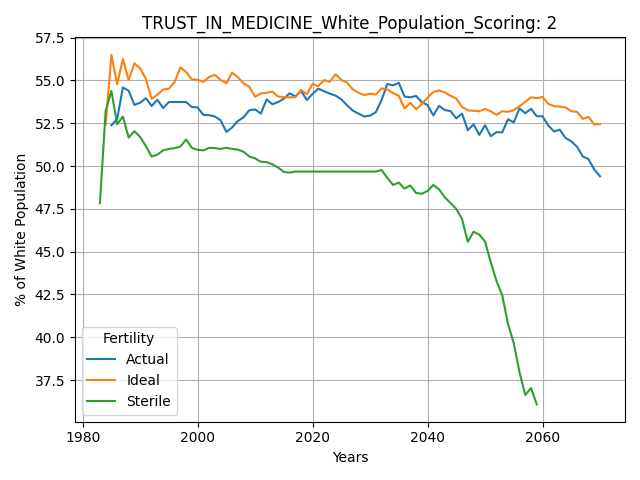 TRUST_IN_MEDICINE_White_Population_Scoring: 2
57.5
55.0
52.5
50.0
47.5
45.0
42.5
40.0
37.5
% of White Population
Fertility
Actual
Ideal
Sterile
1980 2000 2020 2040 2060
Years